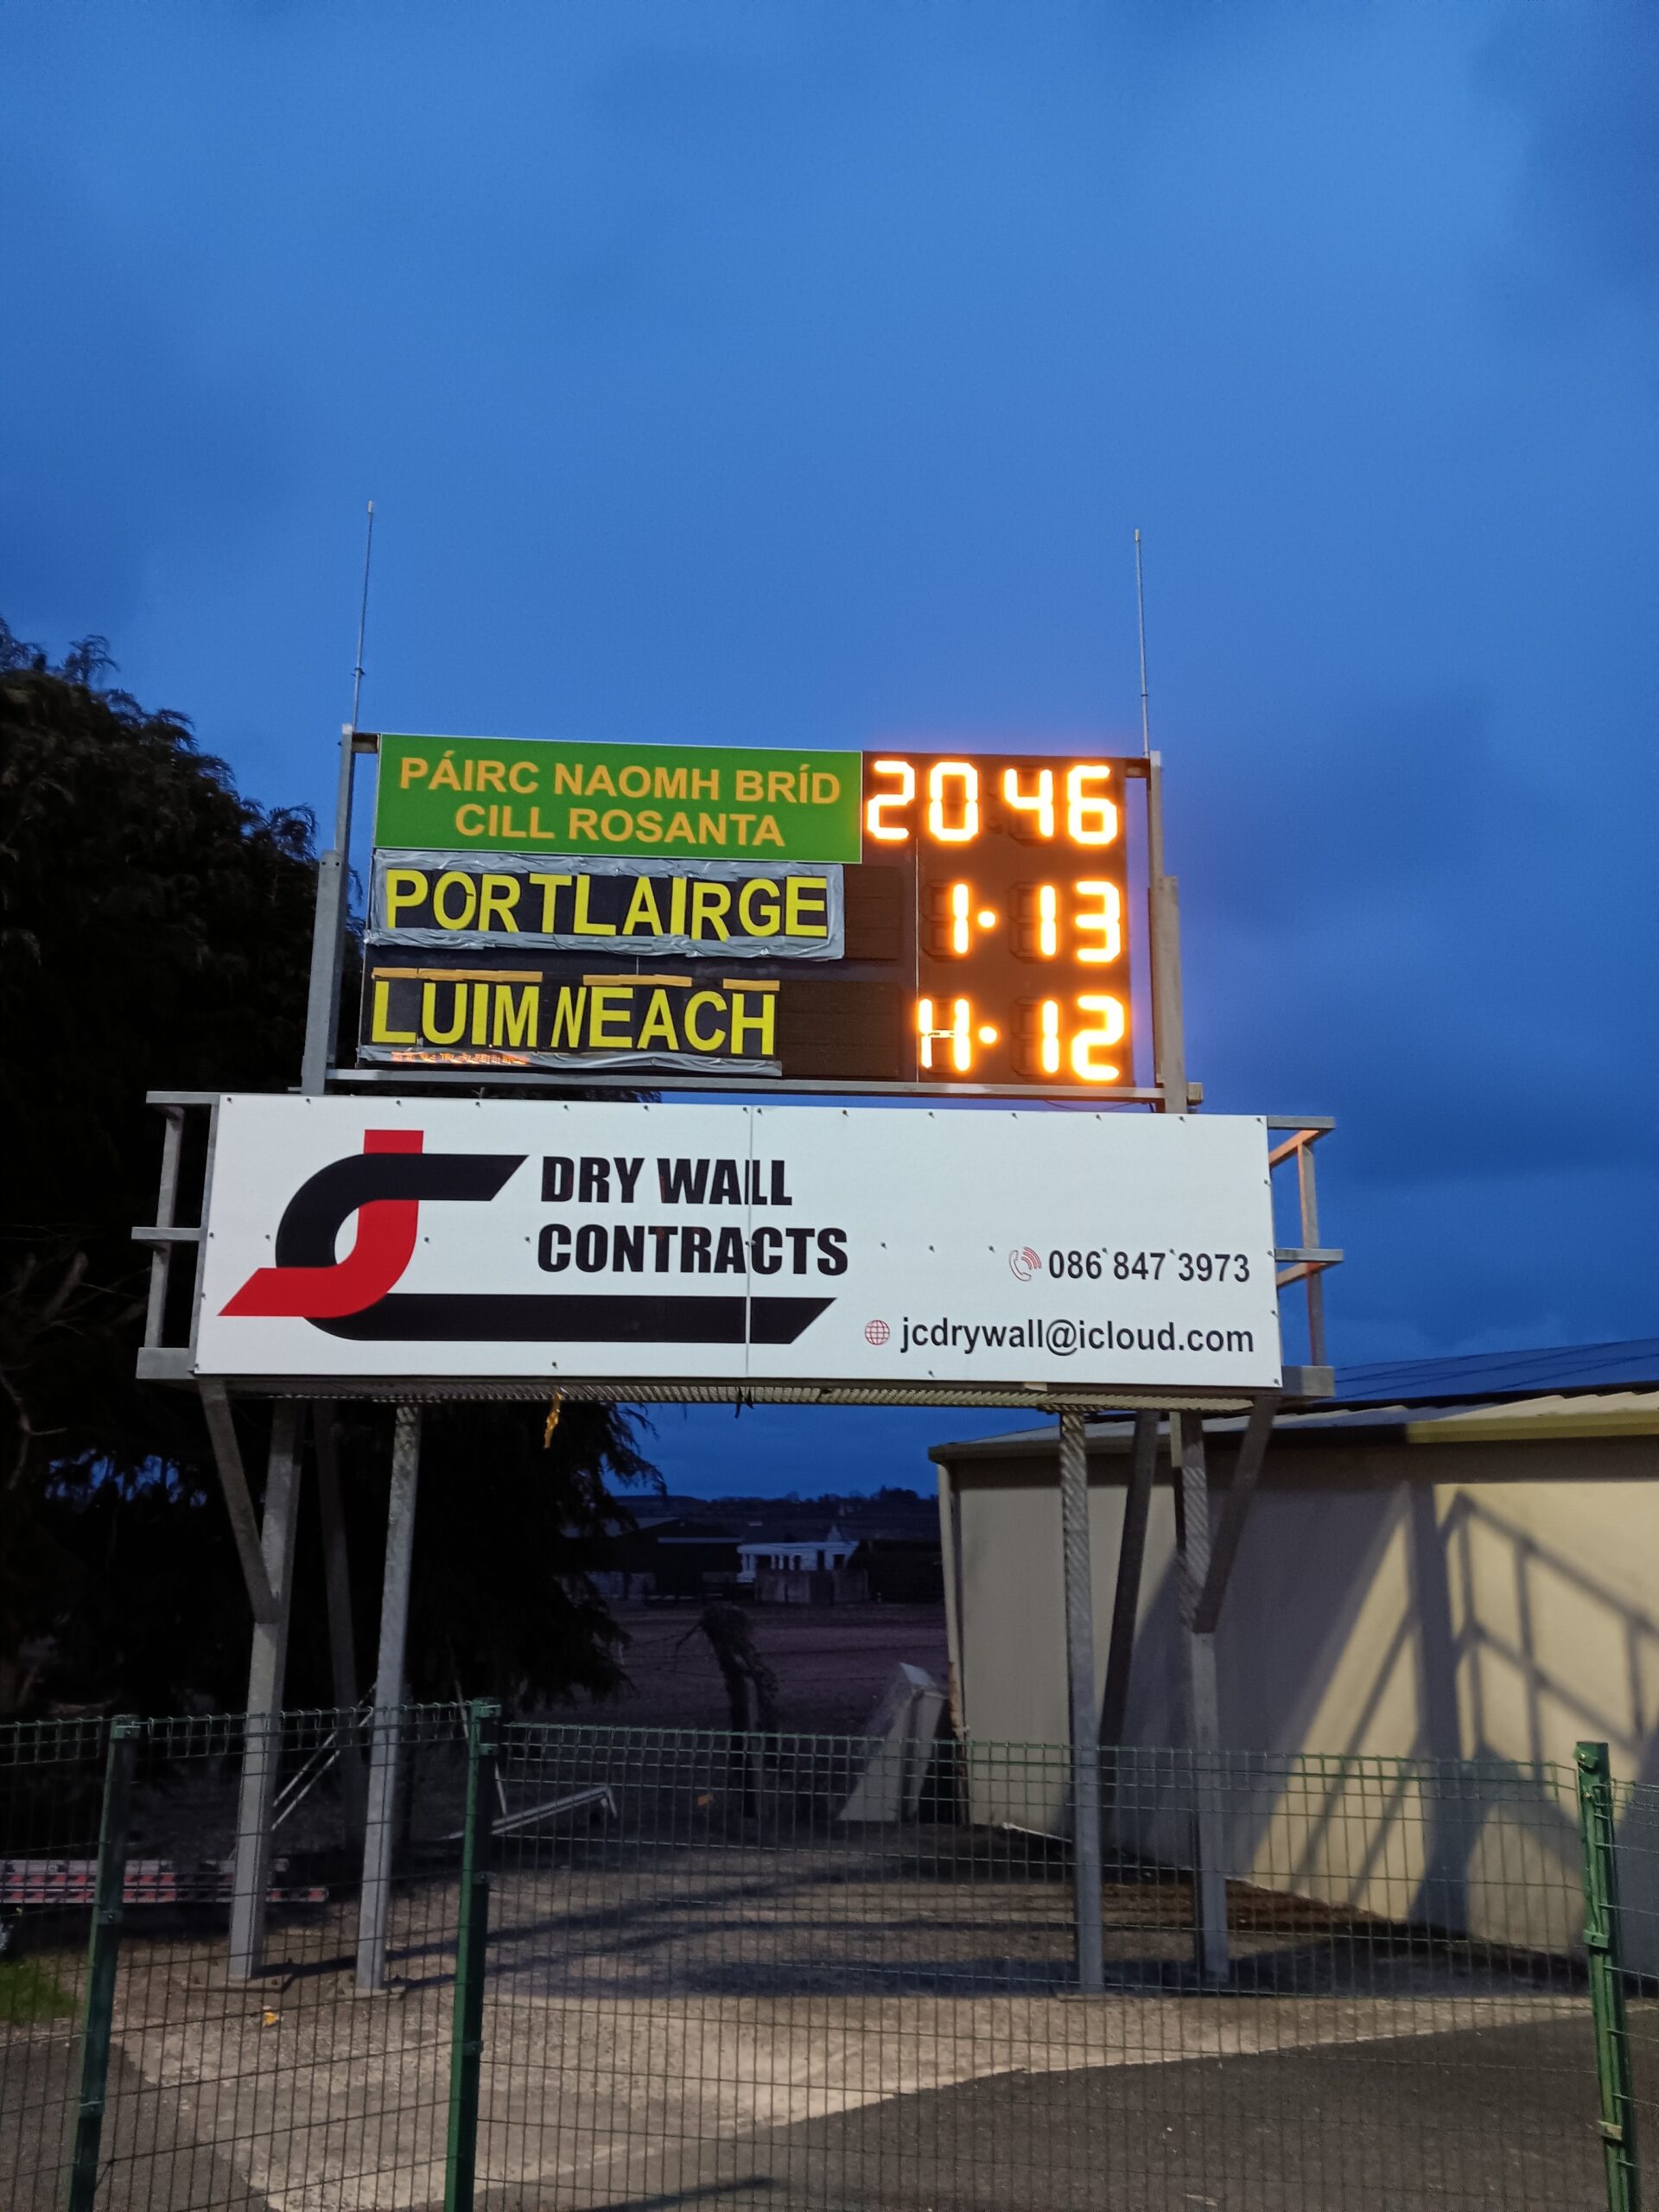 PÁIRC NAOMH BRÍD 20 46
CILL ROSANTA
PORTLAIRGE 1·13
LUIMNEACH 4·12
DRY WALL
CONTRACTS
086 847 3973
jcdrywall@icloud.com